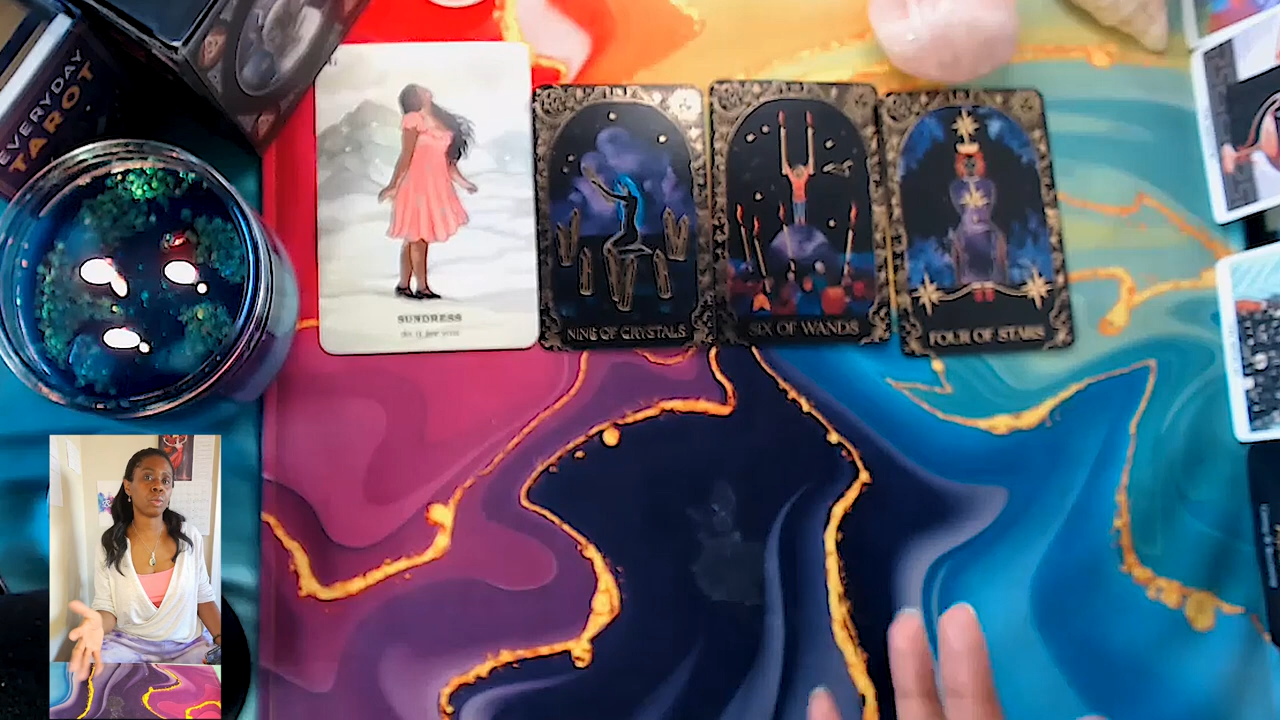 EVERYDAY
TAROT
SUNDRESS
do it for you
NINE OF CRYSTALS
SIX OF WANDS
FOUR OF STARS